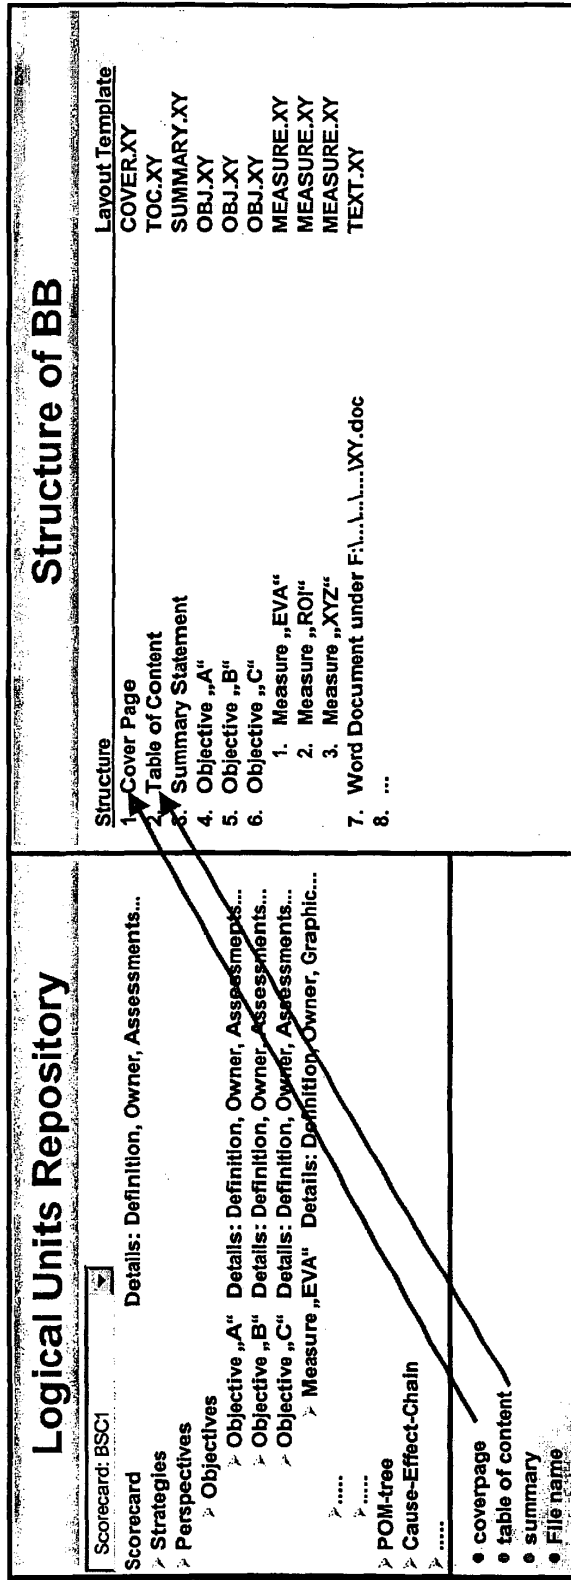 Logical Units Repository
Scorecard: BSC1
Scorecard Details: Definition, Owner, Assessments...
Strategies
Perspectives
Objectives
Objective „A“ Details: Definition, Owner, Assessments...
Objective „B“ Details: Definition, Owner, Assessments...
Objective „C“ Details: Definition, Owner, Assessments...
Measure „EVA“ Details: Definition, Owner, Graphic...
.....
.....
POM-tree
Cause-Effect-Chain
.....
coverpage
table of content
summary
File name
Structure of BB
Structure Layout Template
1. Cover Page COVER.XY
2. Table of Content TOC.XY
3. Summary Statement SUMMARY.XY
4. Objective „A“ OBJ.XY
5. Objective „B“ OBJ.XY
6. Objective „C“ OBJ.XY
1. Measure „EVA“ MEASURE.XY
2. Measure „ROI“ MEASURE.XY
3. Measure „XYZ“ MEASURE.XY
7. Word Document under F:\...\...\...\XY.doc TEXT.XY
8. ...